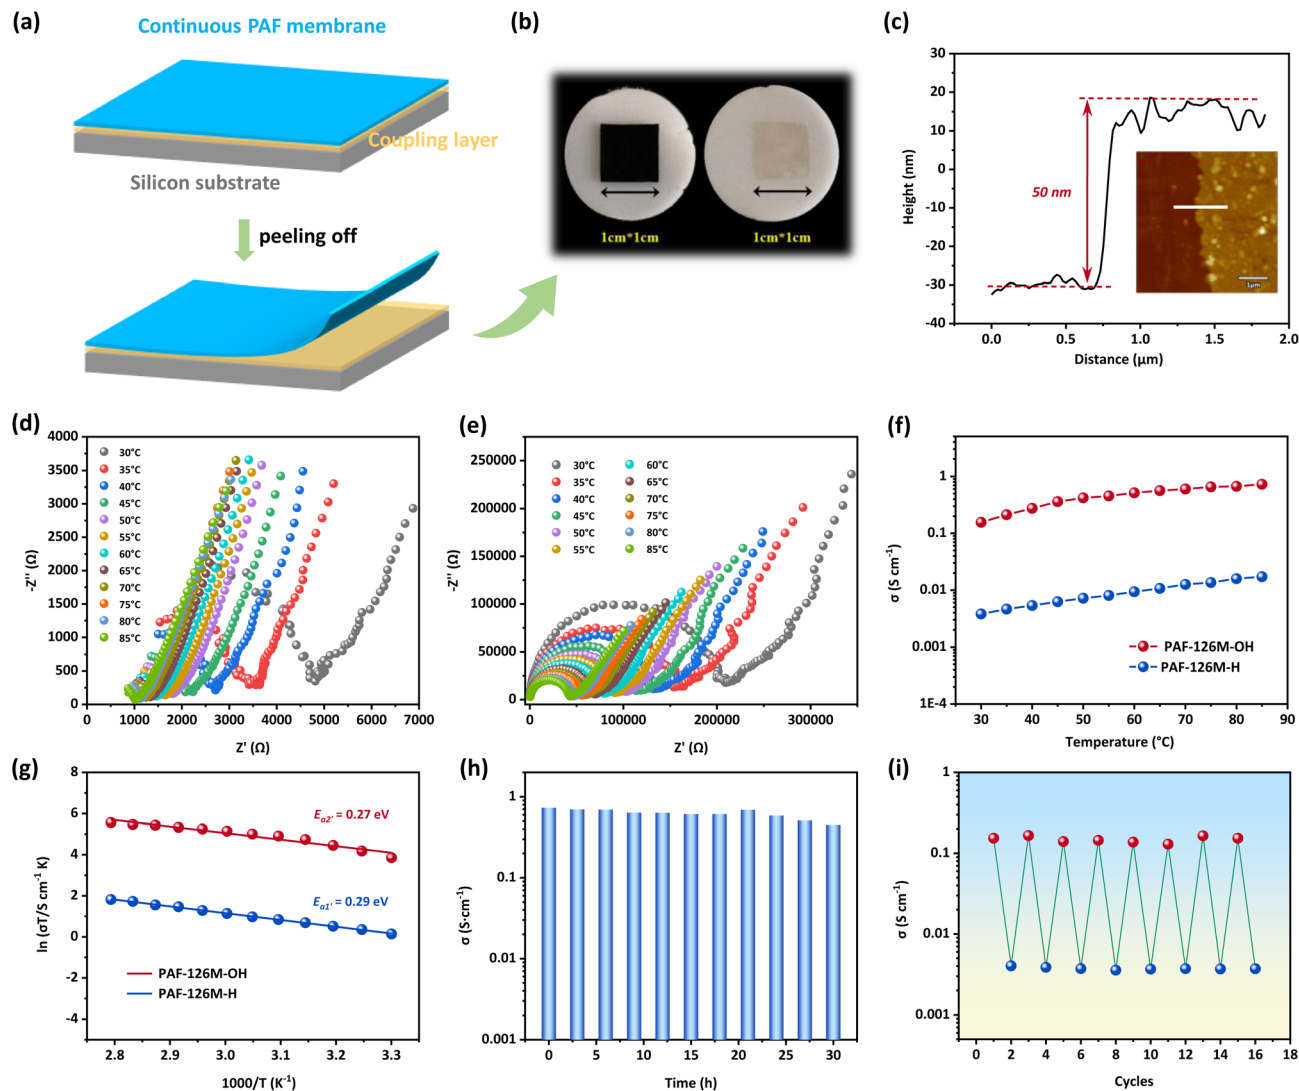 (a)
Continuous PAF membrane
Coupling layer
Silicon substrate
peeling off
(b)
1cm*1cm
1cm*1cm
(c)
30
20
10
0
-10
-20
-30
-40
Height (nm)
50 nm
1μm
0.0
0.5
1.0
1.5
2.0
Distance (μm)
(d)
4000
3500
3000
2500
2000
1500
1000
500
0
-Z'' (Ω)
30°C
35°C
40°C
45°C
50°C
55°C
60°C
65°C
70°C
75°C
80°C
85°C
0
1000
2000
3000
4000
5000
6000
7000
Z' (Ω)
(e)
250000
200000
150000
100000
50000
0
-Z'' (Ω)
30°C
35°C
40°C
45°C
50°C
55°C
60°C
65°C
70°C
75°C
80°C
85°C
0
100000
200000
300000
Z' (Ω)
(f)
1
0.1
0.01
0.001
1E-4
σ (S cm⁻¹)
PAF-126M-OH
PAF-126M-H
30
40
50
60
70
80
90
Temperature (°C)
(g)
8
6
4
2
0
-2
-4
ln (σT/S cm⁻¹ K)
Eₐ₂' = 0.27 eV
Eₐ₁' = 0.29 eV
PAF-126M-OH
PAF-126M-H
2.8
2.9
3.0
3.1
3.2
3.3
1000/T (K⁻¹)
(h)
1
0.1
0.01
0.001
σ (S·cm⁻¹)
0
5
10
15
20
25
30
Time (h)
(i)
1
0.1
0.01
0.001
σ (S cm⁻¹)
0
2
4
6
8
10
12
14
16
18
Cycles